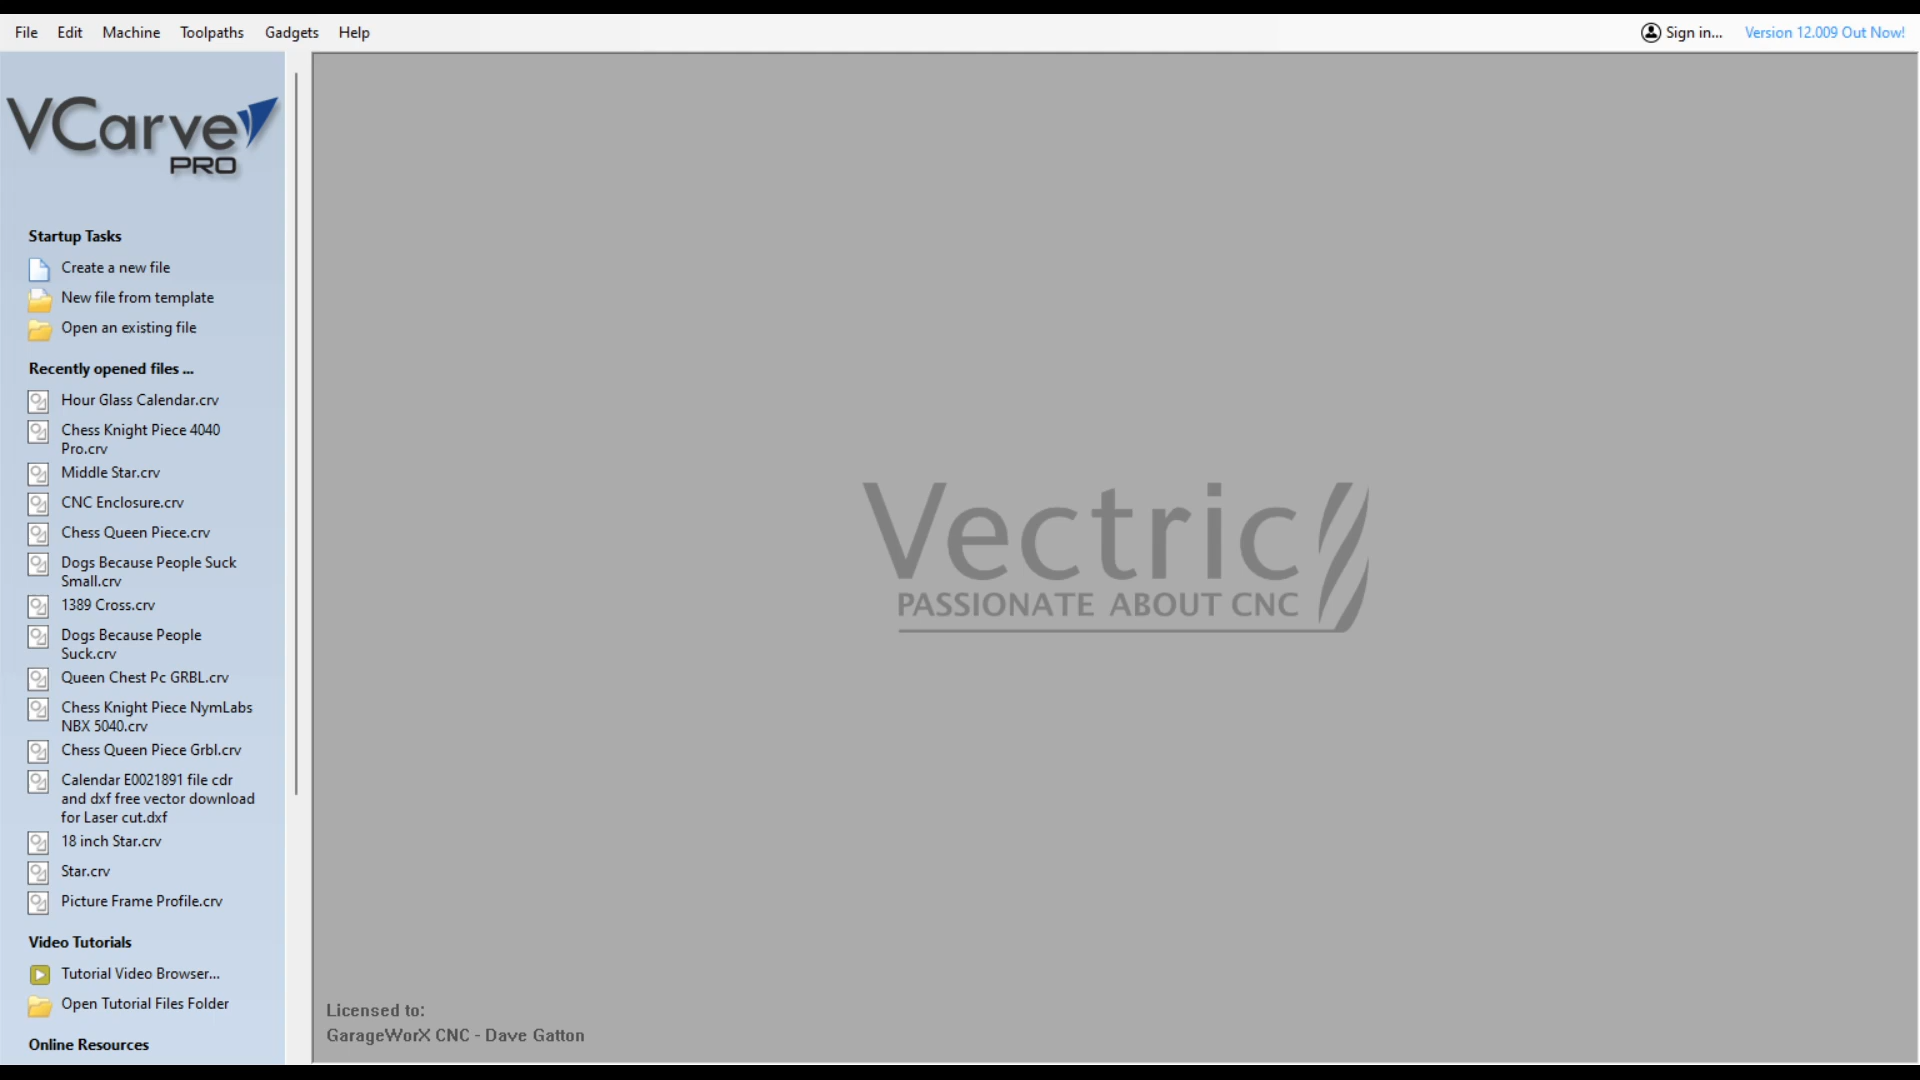 File Edit Machine Toolpaths Gadgets Help
Sign in... Version 12.009 Out Now!
VCarve
PRO
Startup Tasks
Create a new file
New file from template
Open an existing file
Recently opened files ...
Hour Glass Calendar.crv
Chess Knight Piece 4040
Pro.crv
Middle Star.crv
CNC Enclosure.crv
Chess Queen Piece.crv
Dogs Because People Suck
Small.crv
1389 Cross.crv
Dogs Because People
Suck.crv
Queen Chest Pc GRBL.crv
Chess Knight Piece NymLabs
NBX 5040.crv
Chess Queen Piece Grbl.crv
Calendar E0021891 file cdr
and dxf free vector download
for Laser cut.dxf
18 inch Star.crv
Star.crv
Picture Frame Profile.crv
Video Tutorials
Tutorial Video Browser...
Open Tutorial Files Folder
Online Resources
Vectric
PASSIONATE ABOUT CNC
Licensed to:
GarageWorX CNC - Dave Gatton